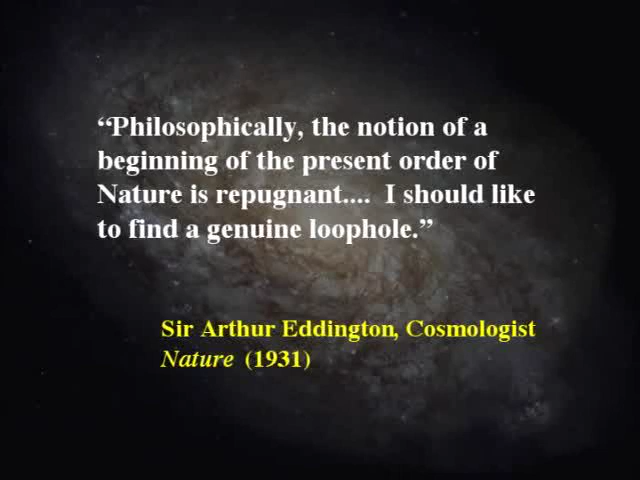 “Philosophically, the notion of a
beginning of the present order of
Nature is repugnant....  I should like
to find a genuine loophole.”
Sir Arthur Eddington, Cosmologist
Nature (1931)